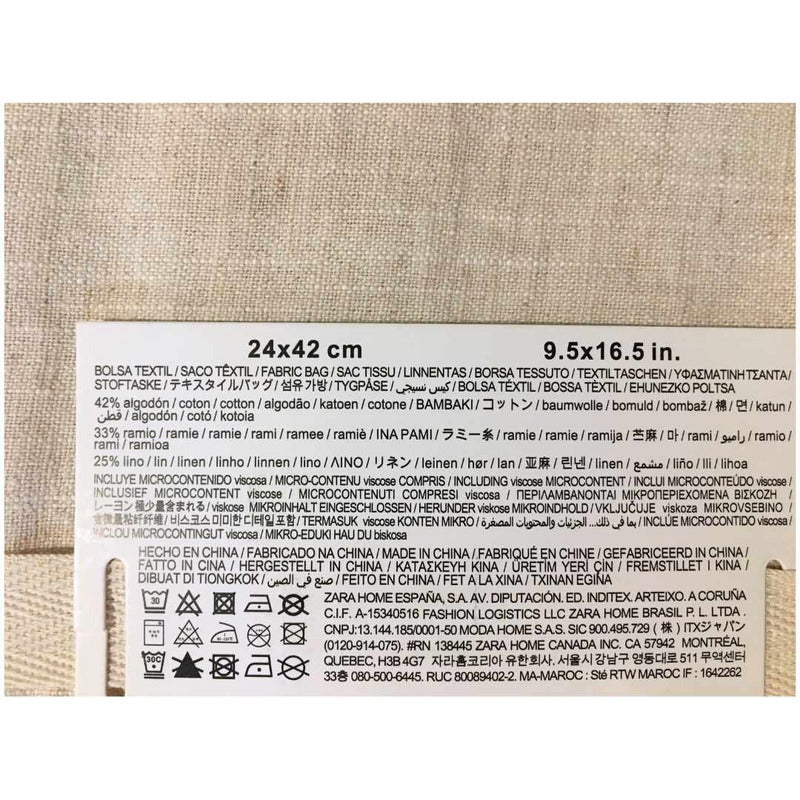 24x42 cm 9.5x16.5 in.
BOLSA TEXTIL / SACO TÊXTIL / FABRIC BAG / SAC TISSU / LINNENTAS / BORSA TESSUTO / TEXTILTASCHEN / ΥΦΑΣΜΑΤΙΝΗ ΤΣΑΝΤΑ/
STOFTASKE / テキスタイルバッグ / 섬유 가방 / TYGPÅSE / كيس نسيجي / BOLSA TÉXTIL / BOSSA TÈXTIL / EHUNEZKO POLTSA
42% algodón / coton / cotton / algodão / katoen / cotone / BAMBAKI / コットン / baumwolle / bomuld / bombaž / 棉 / 면 / katun /
قطن / algodón / cotó / kotoia
33% ramio / ramie / ramie / rami / ramee / ramiè / ΙΝΑ ΡΑΜΙ / ラミー糸 / ramie / ramie / ramija / 苎麻 / 마 / rami / راميو / ramio /
rami / ramioa
25% lino / lin / linen / linho / linnen / lino / ΛΙΝΟ / リネン / leinen / hør / lan / 亚麻 / 린넨 / linen / مشمع / liño / lli / lihoa
INCLUYE MICROCONTENIDO viscosa / MICRO-CONTENU viscose COMPRIS / INCLUDING viscose MICROCONTENT / INCLUI MICROCONTEÚDO viscose /
INCLUSIEF MICROCONTENT viscose / MICROCONTENUTI COMPRESI viscosa / ΠΕΡΙΛΑΜΒΑΝΟΝΤΑΙ ΜΙΚΡΟΠΕΡΙΕΧΟΜΕΝΑ ΒΙΣΚΟΖΗ /
レーヨン極少量含まれる/ viskose MIKROINHALT EINGESCHLOSSEN / HERUNDER viskose MIKROINDHOLD / VKLJUČUJE viskoza MIKROVSEBINO /
含微量粘纤纤维 / 비스코스 미미한 디테일 포함 / TERMASUK viscose KONTEN MIKRO / بما في ذلك... الجزئيات والمحتويات المصغرة / INCLÚE MICROCONTIDO viscosa /
INCLOU MICROCONTINGUT viscosa / MIKRO-EDUKI HAU DU biskosa
HECHO EN CHINA / FABRICADO NA CHINA / MADE IN CHINA / FABRIQUÉ EN CHINE / GEFABRICEERD IN CHINA /
FATTO IN CINA / HERGESTELLT IN CHINA / ΚΑΤΑΣΚΕΥΗ ΚΙΝΑ / ÜRETİM YERİ ÇİN / FREMSTILLET I KINA /
DIBUAT DI TIONGKOK / صنع في الصين / FEITO EN CHINA / FET A LA XINA / TXINAN EGINA
ZARA HOME ESPAÑA, S.A. AV. DIPUTACIÓN. ED. INDITEX. ARTEIXO. A CORUÑA
C.I.F. A-15340516 FASHION LOGISTICS LLC ZARA HOME BRASIL P. L. LTDA .
CNPJ:13.144.185/0001-50 MODA HOME S.A.S. SIC 900.495.729 (株) ITXジャパン
(0120-914-075). #RN 138445 ZARA HOME CANADA INC. CA 57942 MONTRÉAL,
QUEBEC, H3B 4G7 자라홈코리아 유한회사. 서울시 강남구 영동대로 511 무역센터
33층 080-500-6445. RUC 80089402-2. MA-MAROC : Sté RTW MAROC IF : 1642262
30
30C